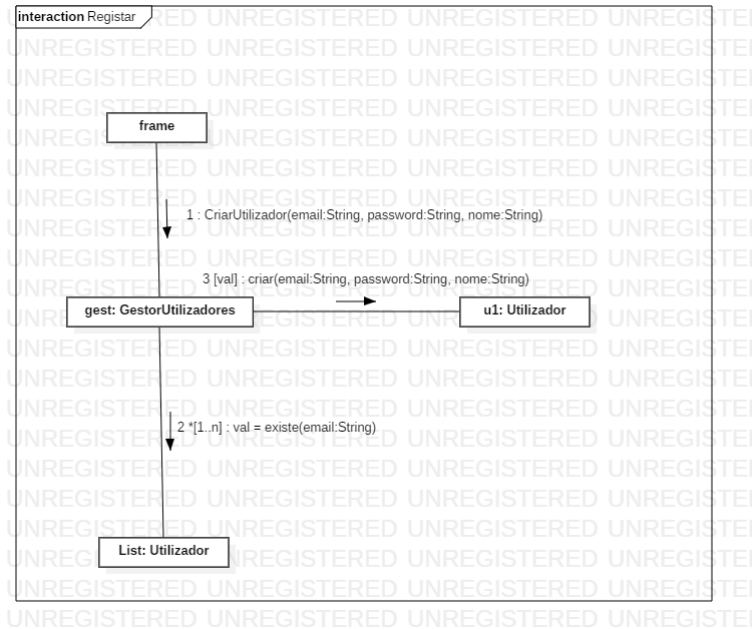 interaction Registar
frame
1 : CriarUtilizador(email:String, password:String, nome:String)
3 [val] : criar(email:String, password:String, nome:String)
gest: GestorUtilizadores
u1: Utilizador
2 *[1..n] : val = existe(email:String)
List: Utilizador
UNREGISTERED